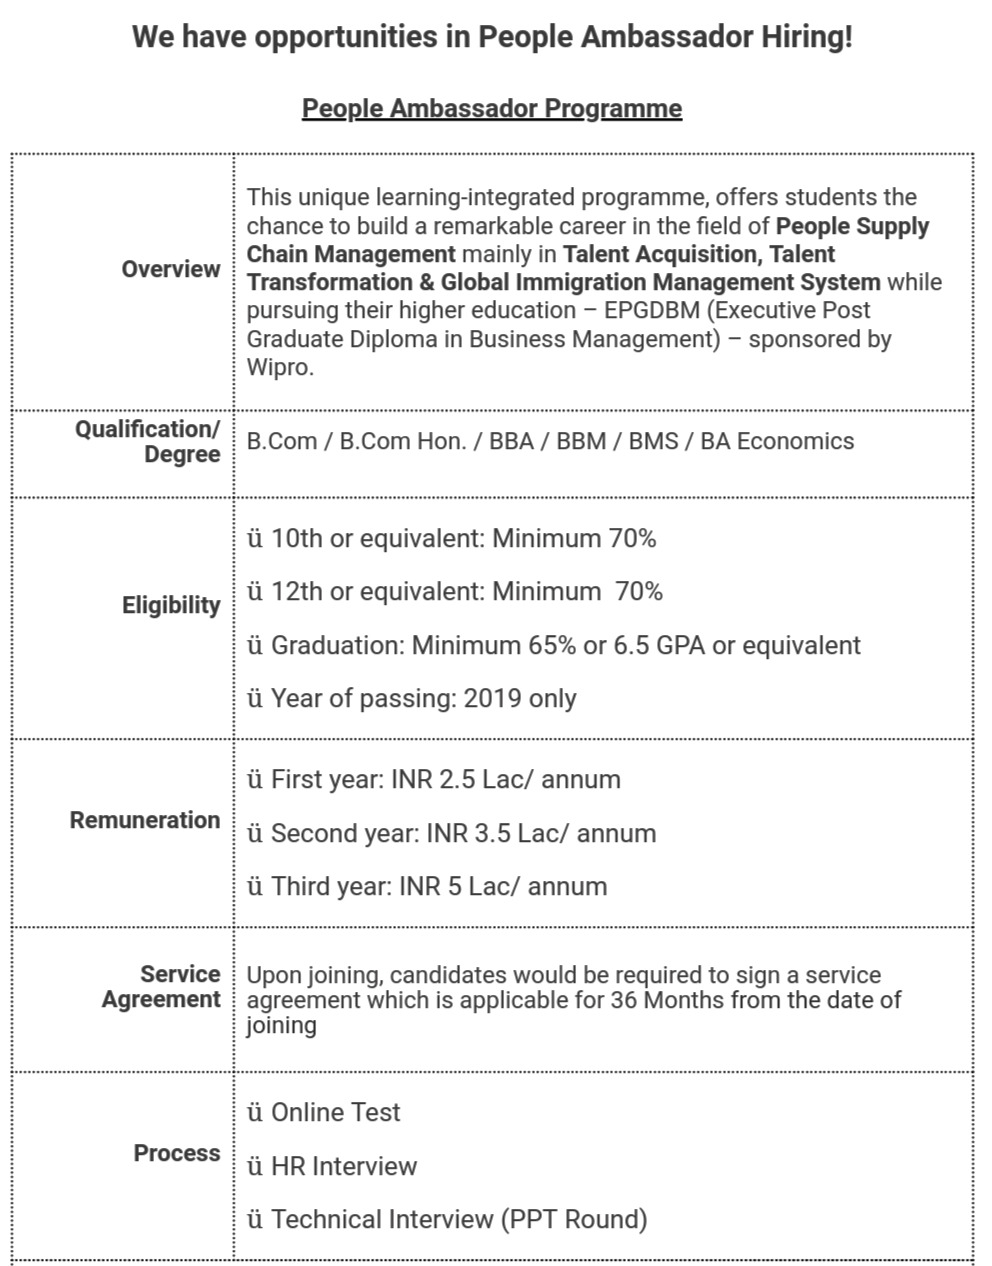 We have opportunities in People Ambassador Hiring!
People Ambassador Programme
Overview
This unique learning-integrated programme, offers students the
chance to build a remarkable career in the field of People Supply
Chain Management mainly in Talent Acquisition, Talent
Transformation & Global Immigration Management System while
pursuing their higher education – EPGDBM (Executive Post
Graduate Diploma in Business Management) – sponsored by
Wipro.
Qualification/
Degree
B.Com / B.Com Hon. / BBA / BBM / BMS / BA Economics
Eligibility
ü 10th or equivalent: Minimum 70%
ü 12th or equivalent: Minimum  70%
ü Graduation: Minimum 65% or 6.5 GPA or equivalent
ü Year of passing: 2019 only
Remuneration
ü First year: INR 2.5 Lac/ annum
ü Second year: INR 3.5 Lac/ annum
ü Third year: INR 5 Lac/ annum
Service
Agreement
Upon joining, candidates would be required to sign a service
agreement which is applicable for 36 Months from the date of
joining
Process
ü Online Test
ü HR Interview
ü Technical Interview (PPT Round)